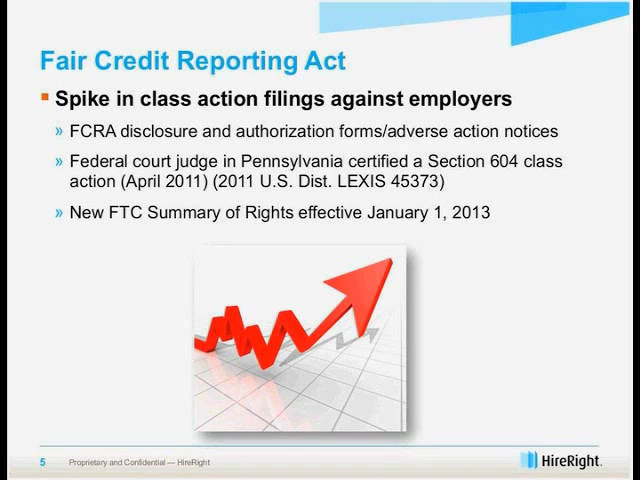 Fair Credit Reporting Act
Spike in class action filings against employers
» FCRA disclosure and authorization forms/adverse action notices
» Federal court judge in Pennsylvania certified a Section 604 class
action (April 2011) (2011 U.S. Dist. LEXIS 45373)
» New FTC Summary of Rights effective January 1, 2013
5 Proprietary and Confidential — HireRight
HireRight.